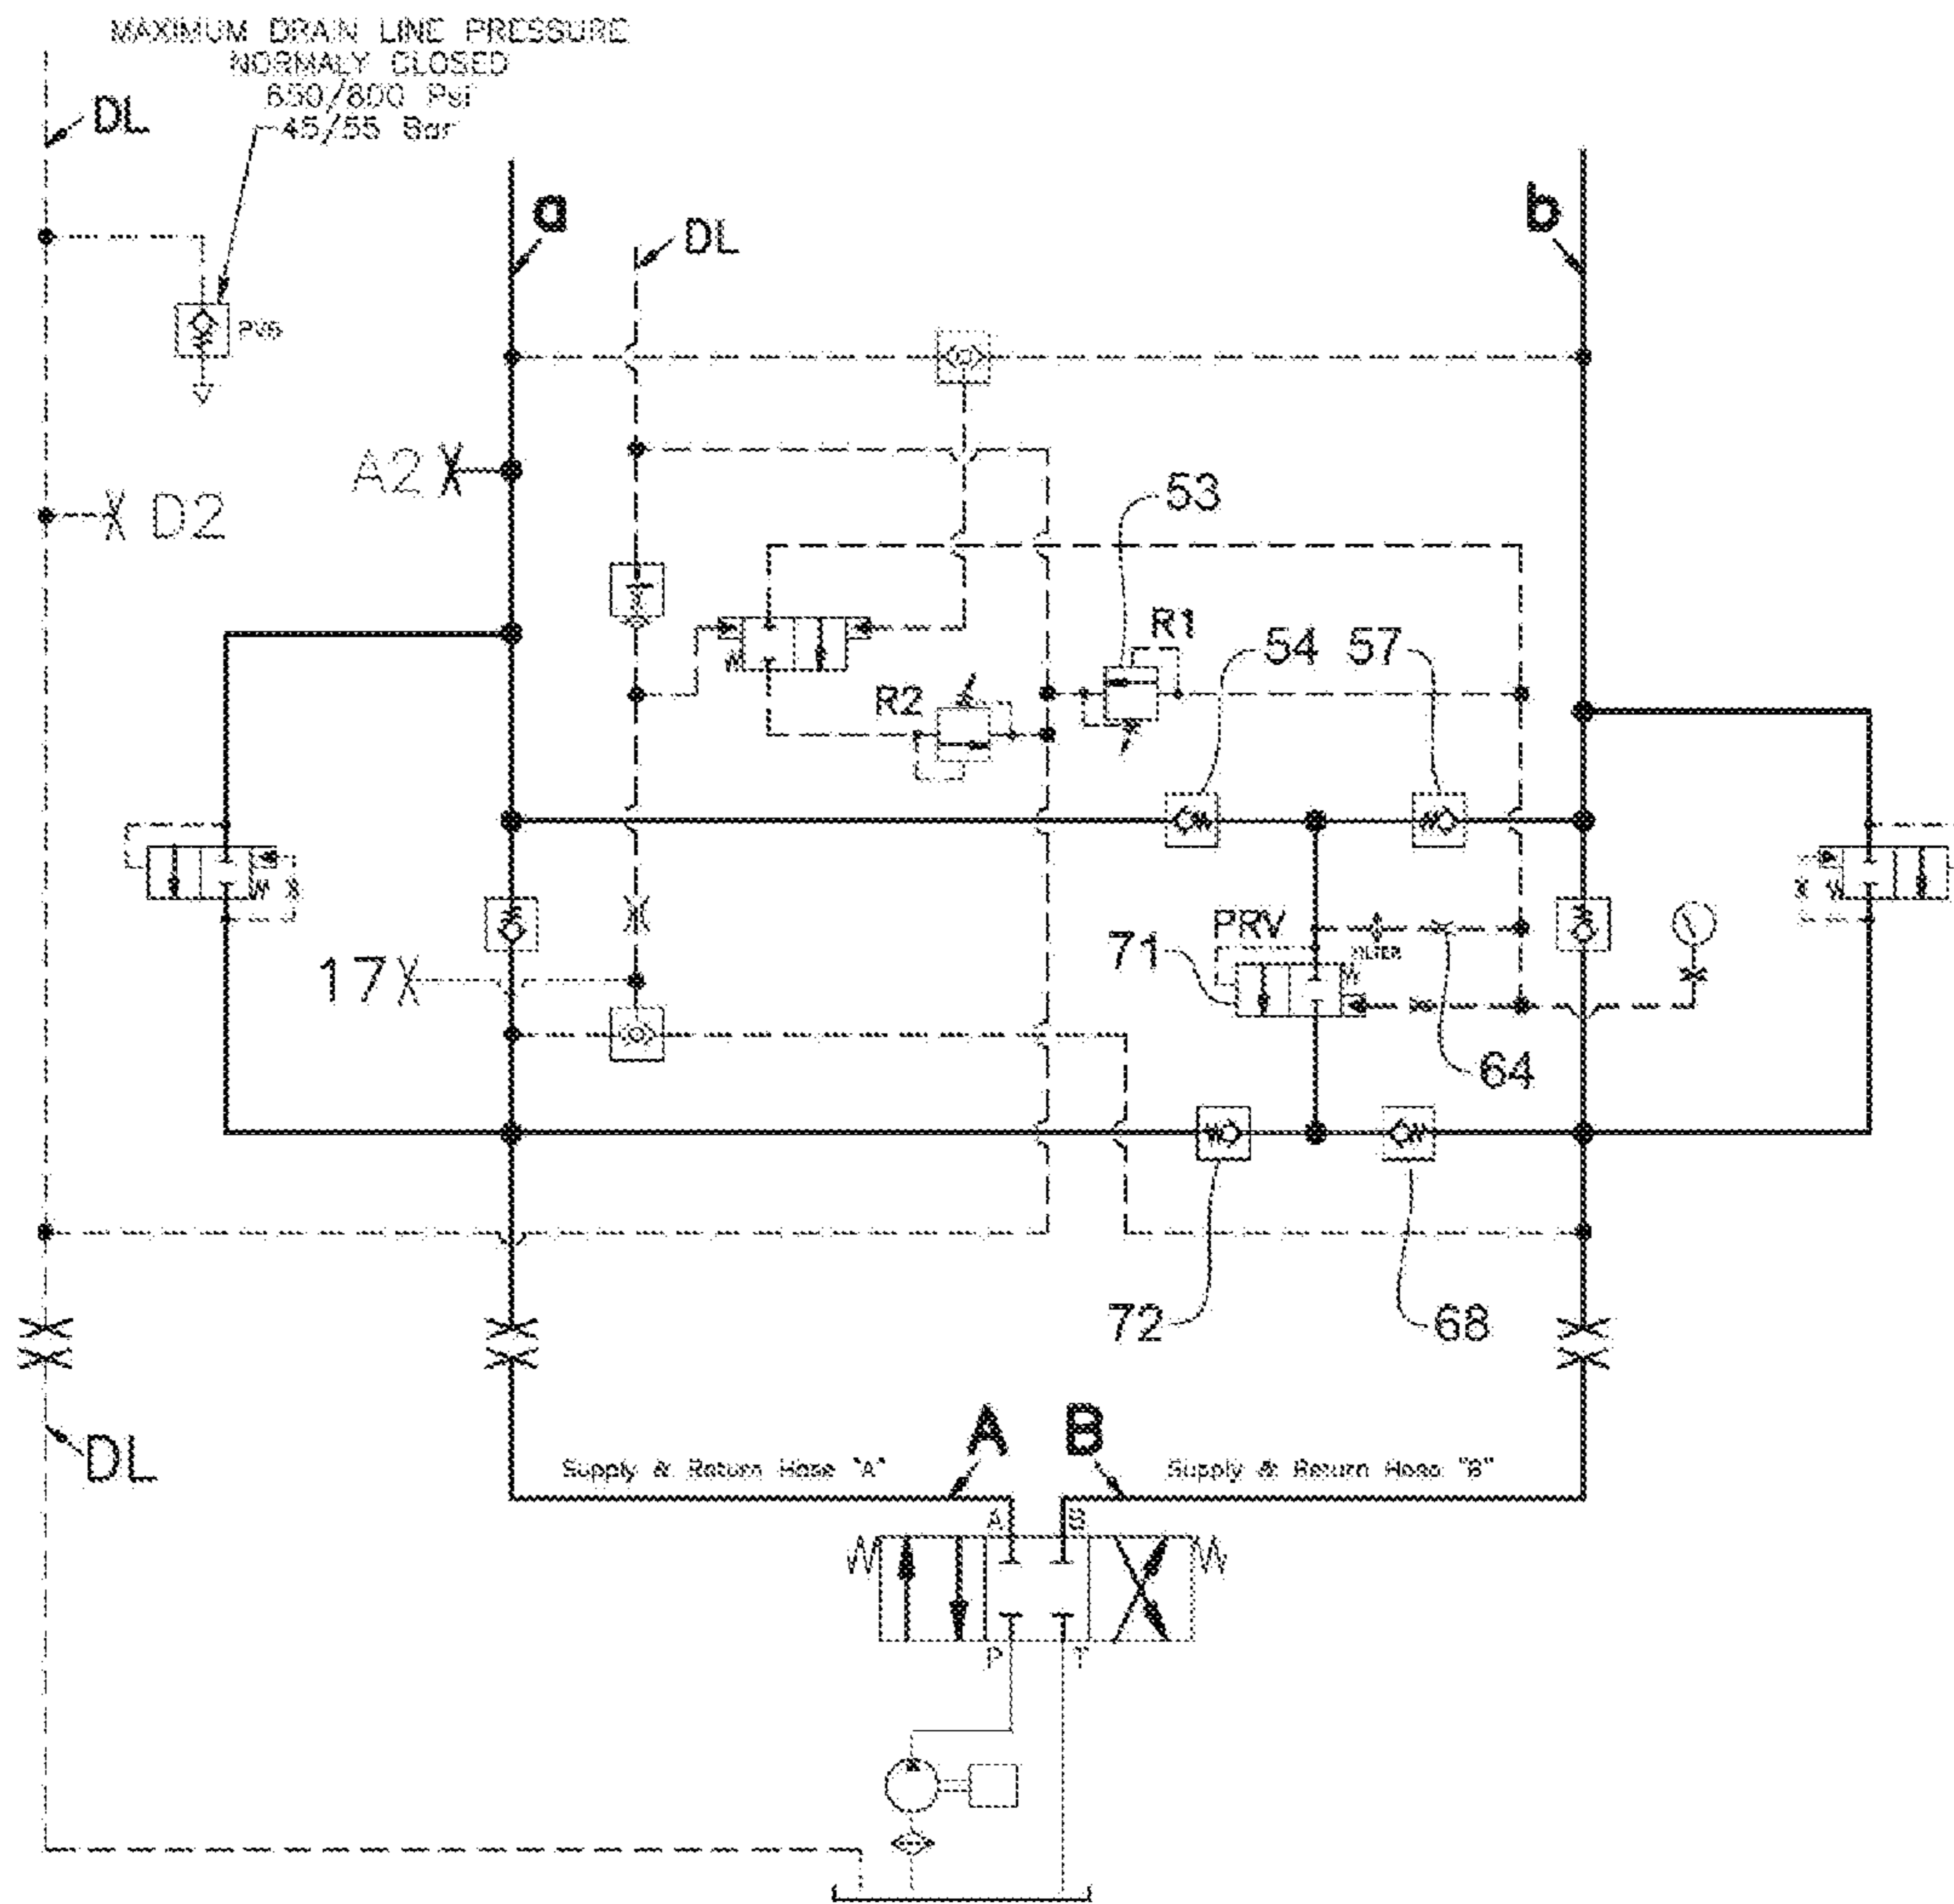 MAXIMUM DRAIN LINE PRESSURE
NORMALY CLOSED
650/800 Psi
45/55 Bar
DL
a
DL
b
A2
D2
53
R1
R2
54 57
PRV
71
FILTER
17
64
72
68
DL
A
B
Supply & Return Hose "A"
Supply & Return Hose "B"
A
B
P
T